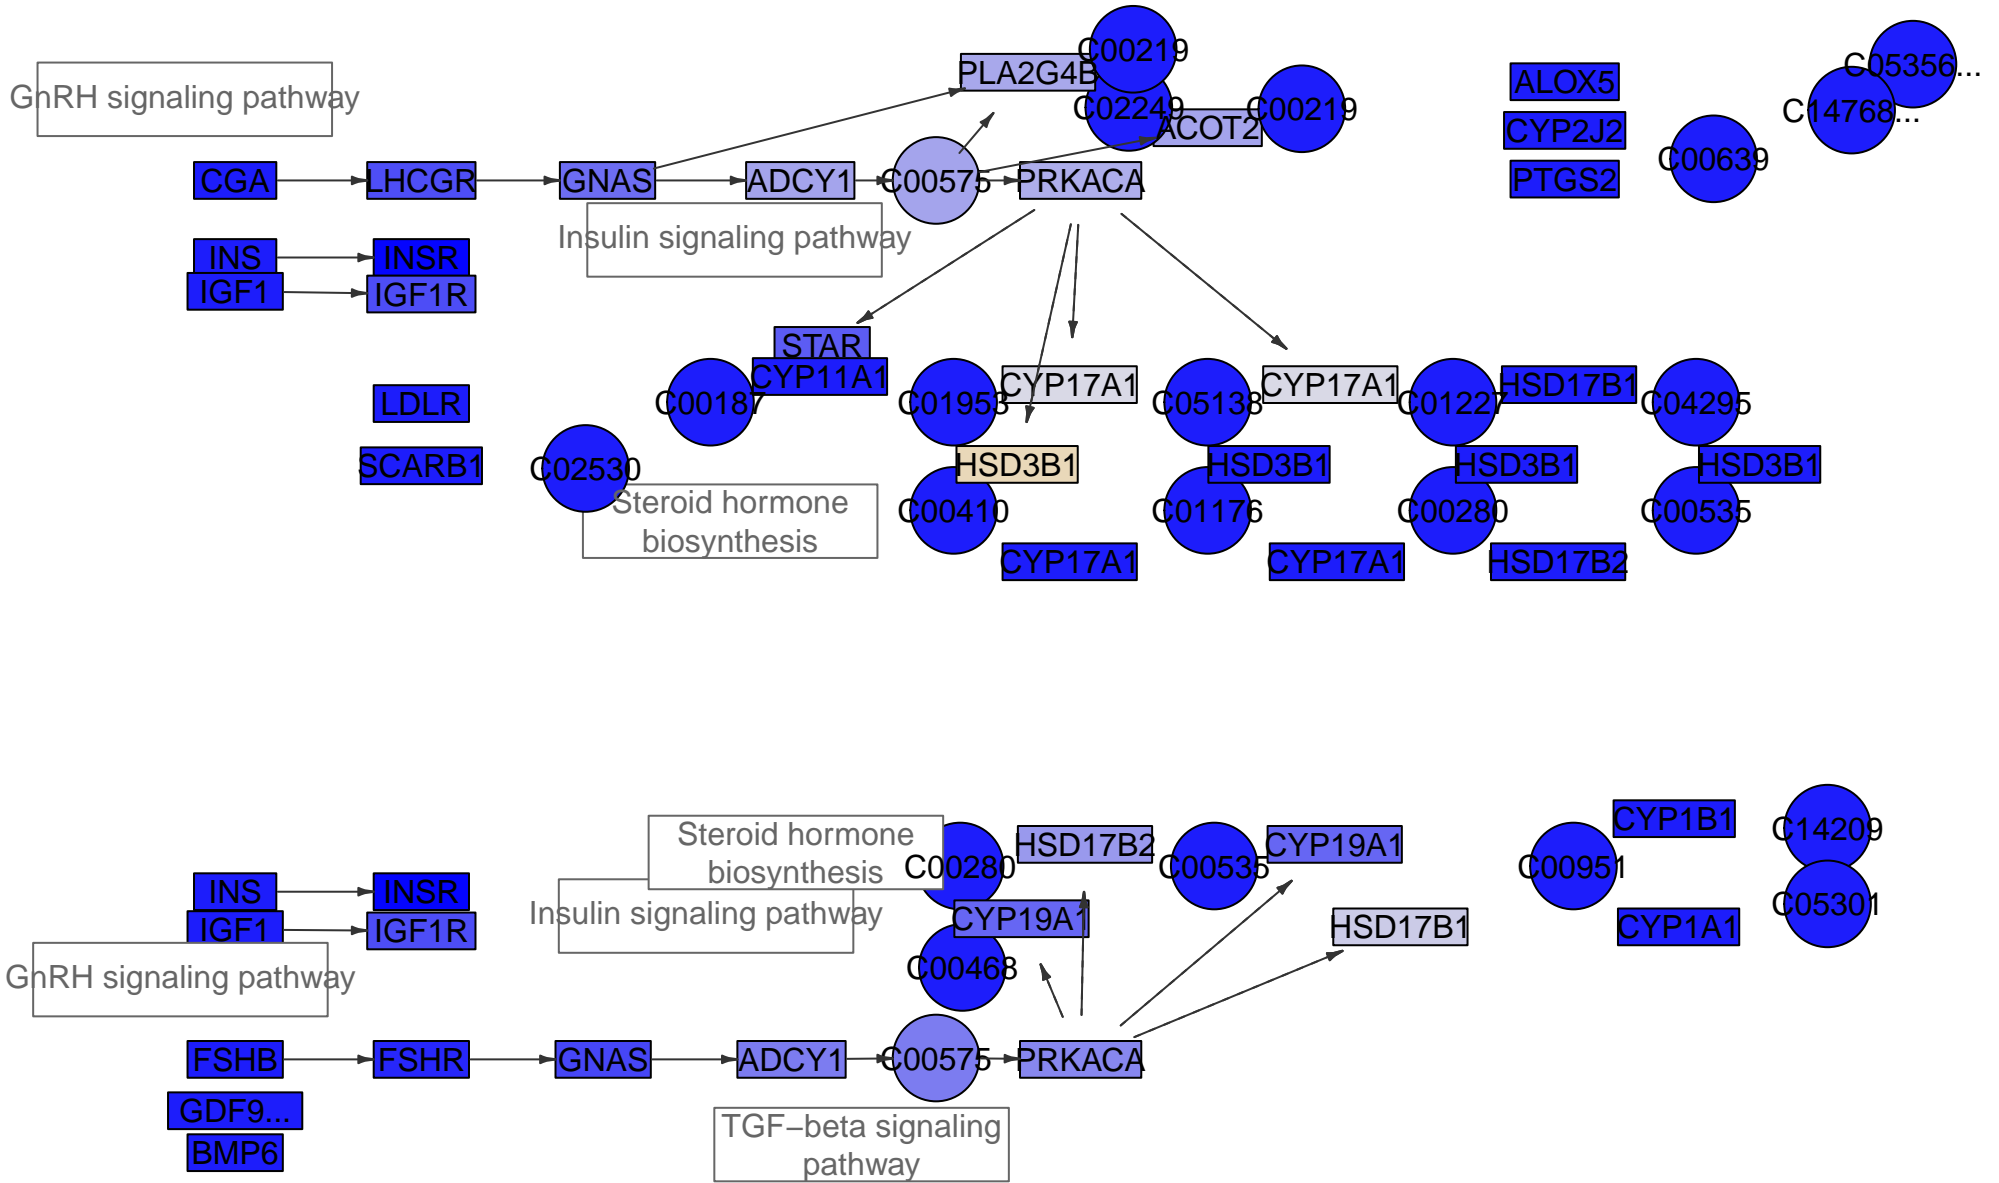 C00219
C05356...
PLA2G4B
GnRH signaling pathway
ALOX5
C02249
C00219
C14768...
ACOT2
CYP2J2
C00639
CGA
LHCGR
GNAS
ADCY1
C00575
PRKACA
PTGS2
Insulin signaling pathway
INS
INSR
IGF1
IGF1R
STAR
CYP11A1
CYP17A1
CYP17A1
HSD17B1
LDLR
C00187
C01953
C05138
C01227
C04295
SCARB1
C02530
HSD3B1
HSD3B1
HSD3B1
HSD3B1
Steroid hormone
biosynthesis
C00410
C01176
C00280
C00535
CYP17A1
CYP17A1
HSD17B2
CYP1B1
C14209
Steroid hormone
biosynthesis
HSD17B2
CYP19A1
C00280
C00535
C00951
INS
INSR
Insulin signaling pathway
CYP19A1
C05301
IGF1
IGF1R
HSD17B1
CYP1A1
GnRH signaling pathway
C00468
FSHB
FSHR
GNAS
ADCY1
C00575
PRKACA
GDF9...
TGF–beta signaling
pathway
BMP6